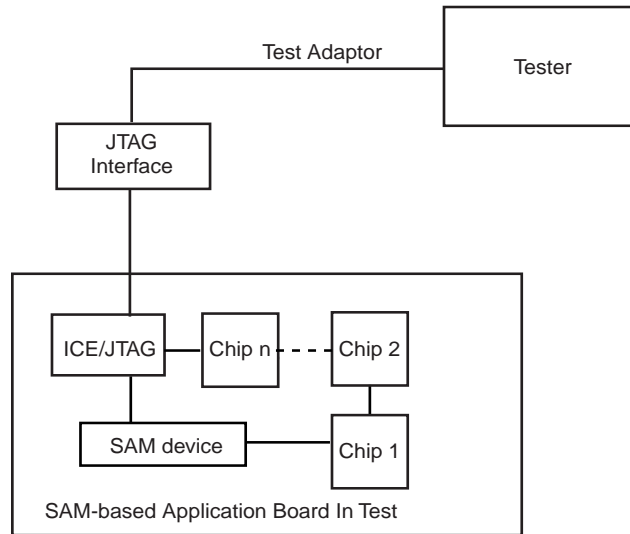 Test Adaptor
Tester
JTAG
Interface
ICE/JTAG
Chip n
Chip 2
SAM device
Chip 1
SAM-based Application Board In Test